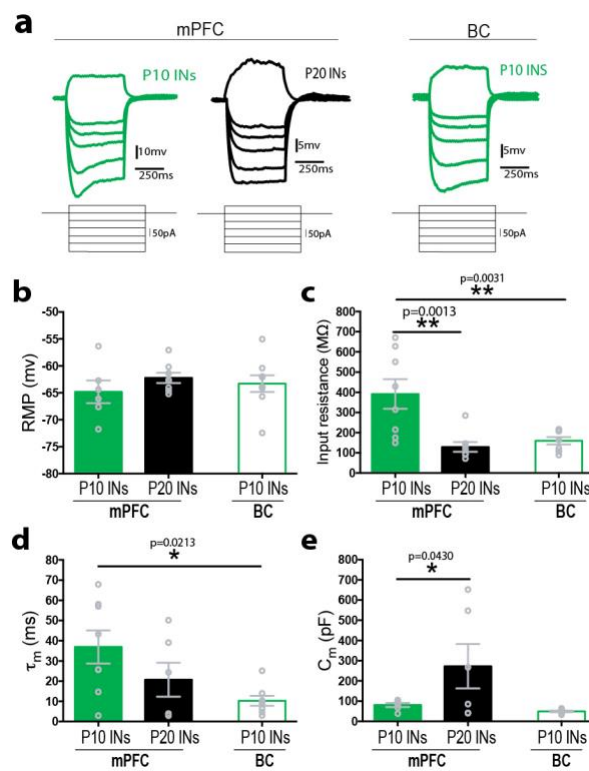 a
mPFC
BC
P10 INs
P20 INs
P10 INS
10mv
250ms
5mv
250ms
5mv
250ms
50pA
50pA
50pA
b
RMP (mv)
-50
-55
-60
-65
-70
-75
-80
P10 INs P20 INs P10 INs
mPFC BC
c
p=0.0031
**
p=0.0013
**
Input resistance (MΩ)
800
700
600
500
400
300
200
100
0
P10 INs P20 INs P10 INs
mPFC BC
d
p=0.0213
*
τm (ms)
80
70
60
50
40
30
20
10
0
P10 INs P20 INs P10 INs
mPFC BC
e
p=0.0430
*
Cm (pF)
800
700
600
500
400
300
200
100
0
P10 INs P20 INs P10 INs
mPFC BC